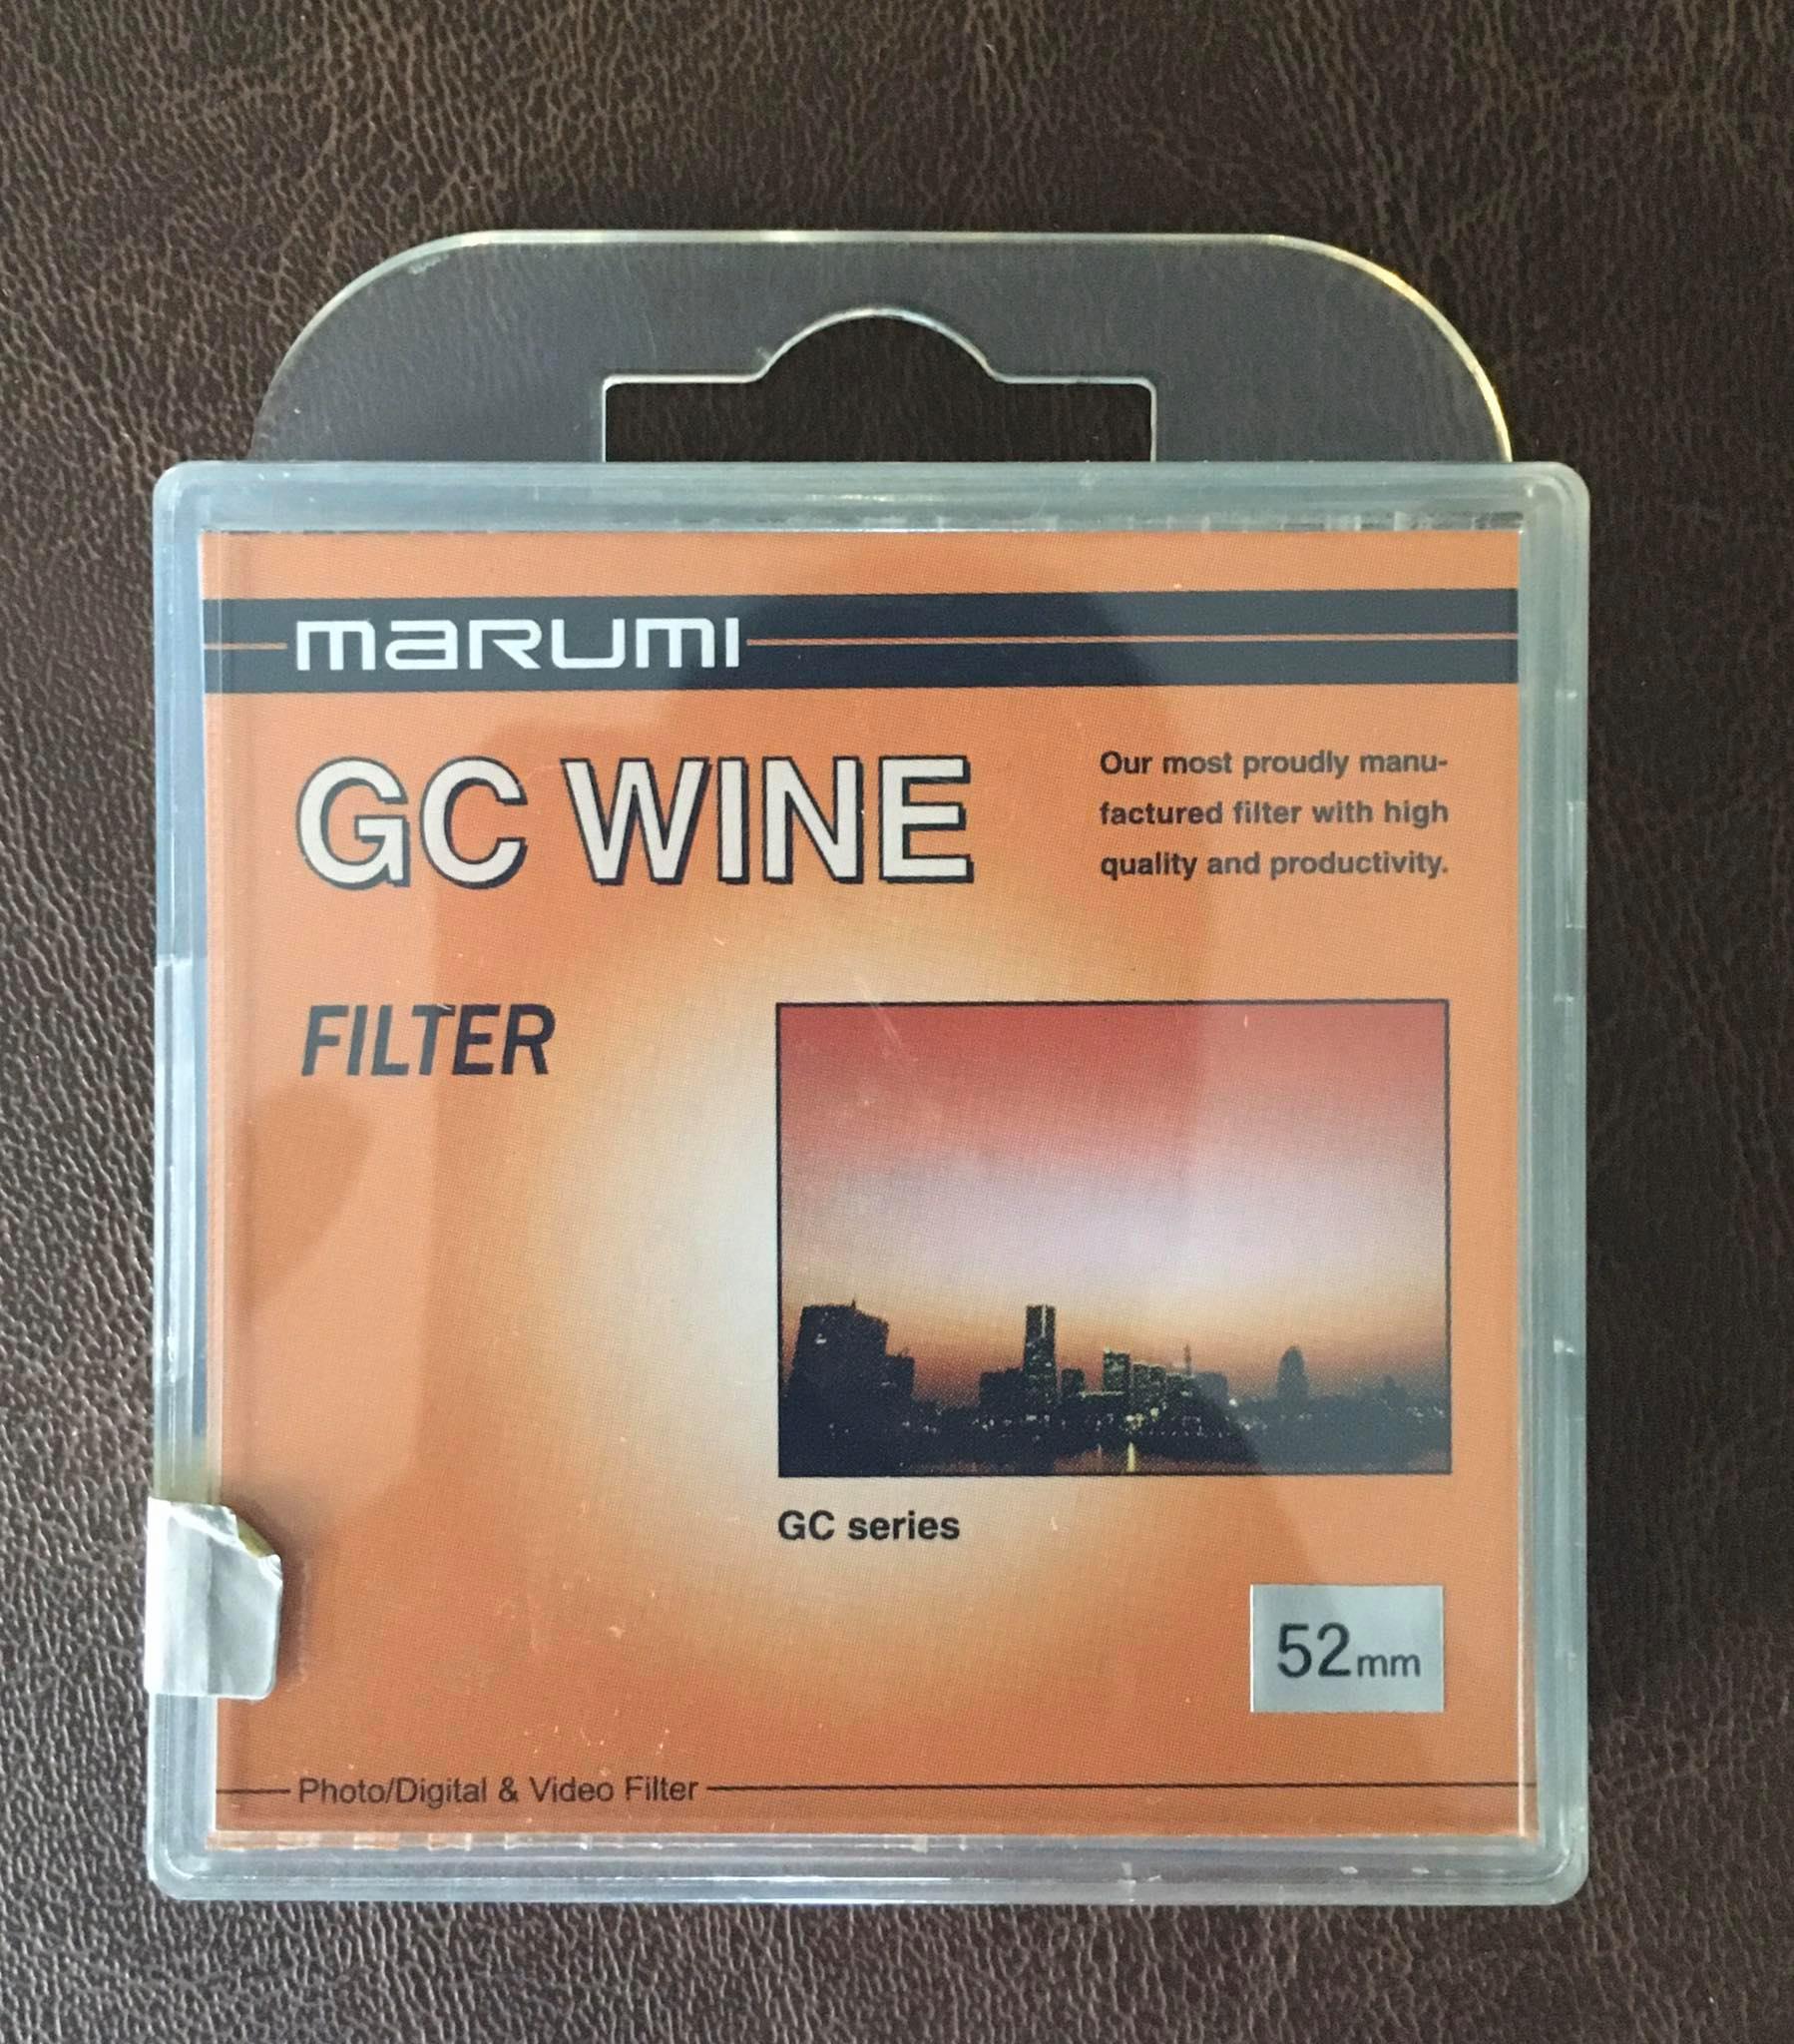 marumi
GC WINE
Our most proudly manu-
factured filter with high
quality and productivity.
FILTER
GC series
52mm
Photo/Digital & Video Filter